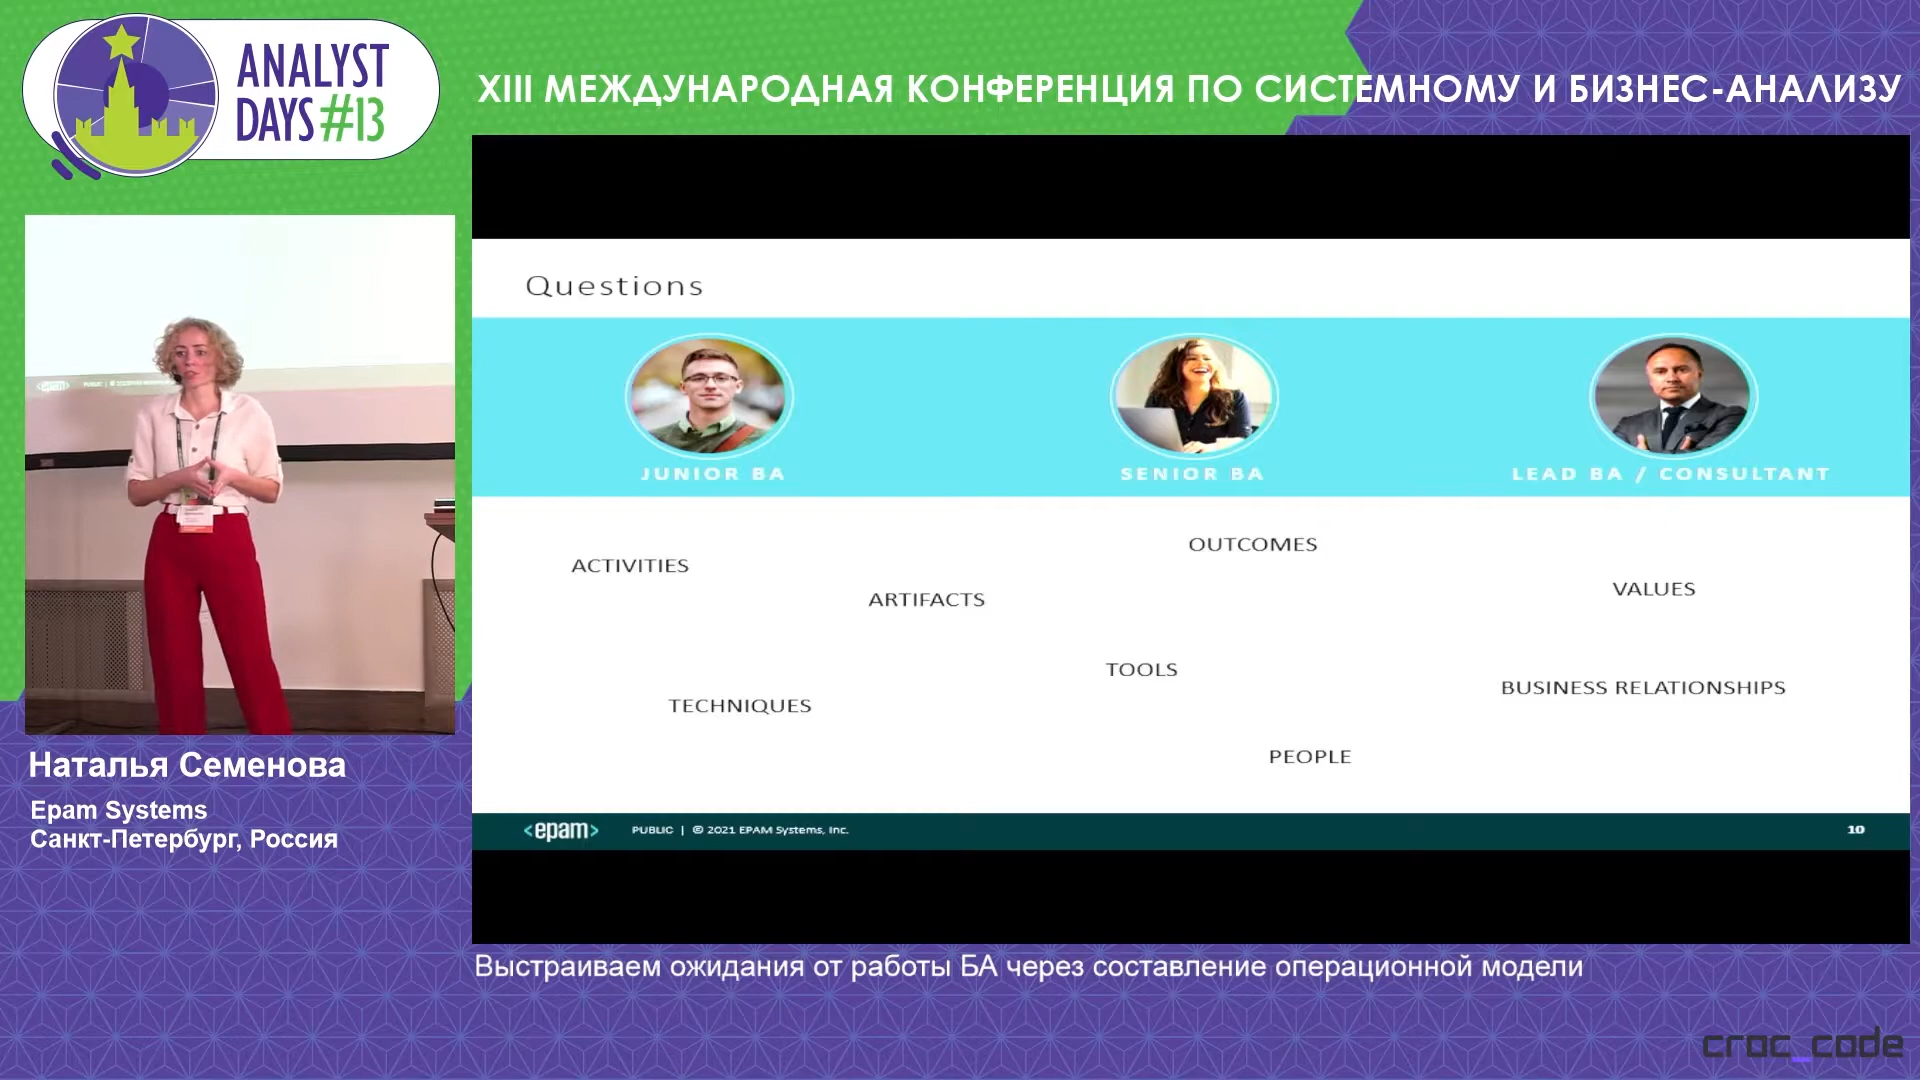 ANALYST
DAYS #13
XIII МЕЖДУНАРОДНАЯ КОНФЕРЕНЦИЯ ПО СИСТЕМНОМУ И БИЗНЕС-АНАЛИЗУ
Questions
JUNIOR BA
SENIOR BA
LEAD BA / CONSULTANT
OUTCOMES
ACTIVITIES
VALUES
ARTIFACTS
TOOLS
BUSINESS RELATIONSHIPS
TECHNIQUES
PEOPLE
<epam> PUBLIC | © 2021 EPAM Systems, Inc. 10
Наталья Семенова
Epam Systems
Санкт-Петербург, Россия
Выстраиваем ожидания от работы БА через составление операционной модели
croc_code